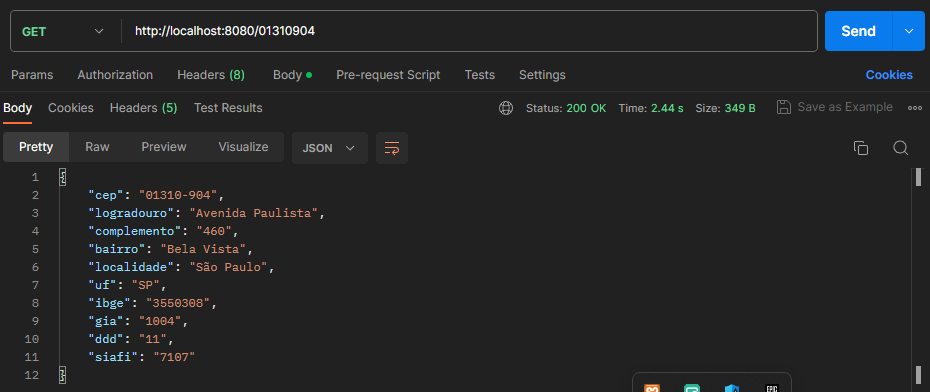 GET http://localhost:8080/01310904 Send
Params Authorization Headers (8) Body Pre-request Script Tests Settings Cookies
Body Cookies Headers (5) Test Results Status: 200 OK Time: 2.44 s Size: 349 B Save as Example
Pretty Raw Preview Visualize JSON
1 {
2 "cep": "01310-904",
3 "logradouro": "Avenida Paulista",
4 "complemento": "460",
5 "bairro": "Bela Vista",
6 "localidade": "São Paulo",
7 "uf": "SP",
8 "ibge": "3550308",
9 "gia": "1004",
10 "ddd": "11",
11 "siafi": "7107"
12 }
EPIC